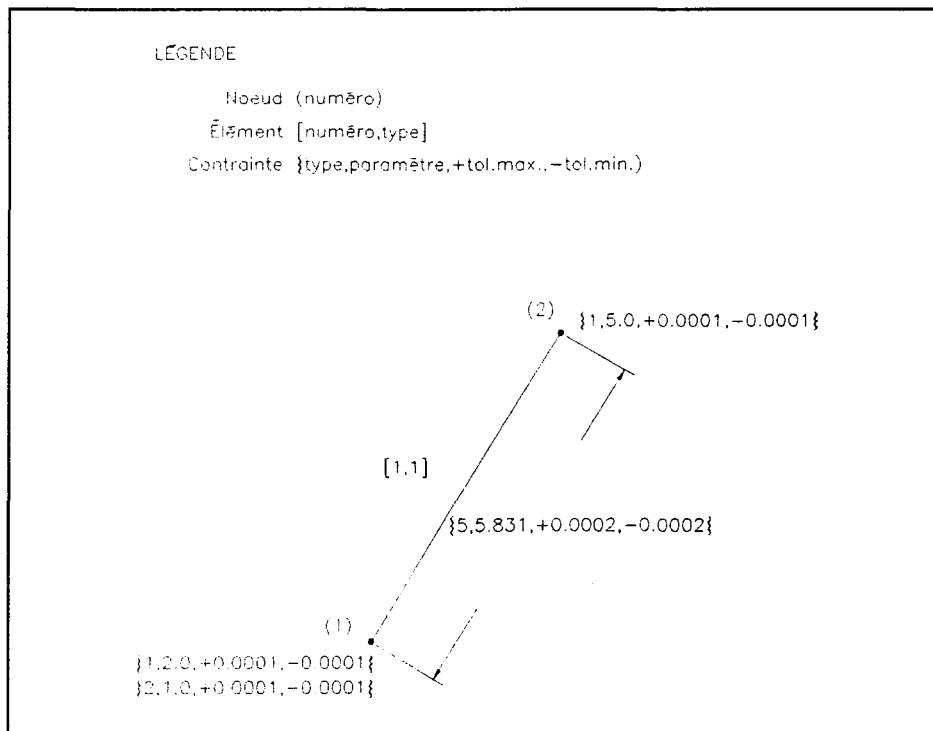 LÉGENDE
Noeud (numéro)
Élément [numéro,type]
Contrainte }type,paramètre,+tol.max.,-tol.min.)
(2)
}1,5.0,+0.0001,-0.0001{
[1,1]
}5,5.831,+0.0002,-0.0002{
(1)
}1,2.0,+0.0001,-0.0001{
}2,1.0,+0.0001,-0.0001{